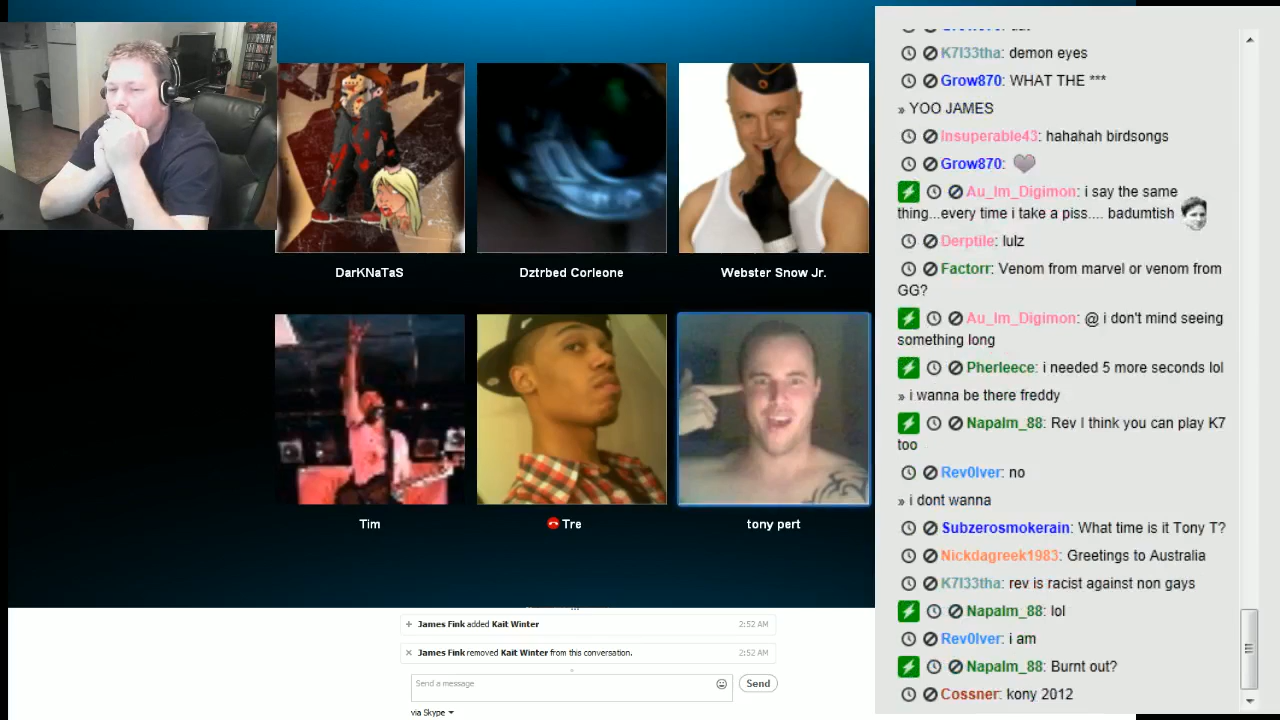 DarKNaTaS
Dztrbed Corleone
Webster Snow Jr.
Tim
Tre
tony pert
James Fink added Kait Winter
2:52 AM
James Fink removed Kait Winter from this conversation.
2:52 AM
Send a message
Send
via Skype
K7l33tha: demon eyes
Grow870: WHAT THE ***
» YOO JAMES
Insuperable43: hahahah birdsongs
Grow870:
Au_Im_Digimon: i say the same
thing...every time i take a piss.... badumtish
Derptile: lulz
Factorr: Venom from marvel or venom from
GG?
Au_Im_Digimon: @ i don't mind seeing
something long
Pherleece: i needed 5 more seconds lol
» i wanna be there freddy
Napalm_88: Rev I think you can play K7
too
Rev0lver: no
» i dont wanna
Subzerosmokerain: What time is it Tony T?
Nickdagreek1983: Greetings to Australia
K7l33tha: rev is racist against non gays
Napalm_88: lol
Rev0lver: i am
Napalm_88: Burnt out?
Cossner: kony 2012